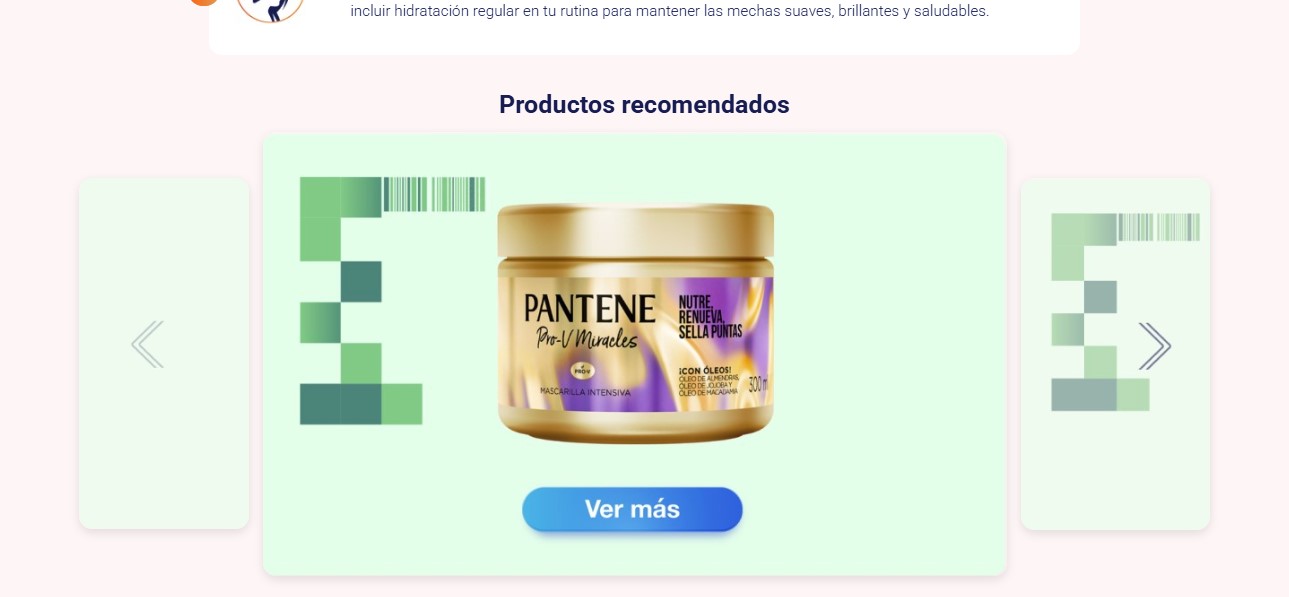 incluir hidratación regular en tu rutina para mantener las mechas suaves, brillantes y saludables.
Productos recomendados
PANTENE
Pro-V Miracles
PRO-V
MASCARILLA INTENSIVA
NUTRE,
RENUEVA,
SELLA PUNTAS
¡CON ÓLEOS!
ÓLEO DE ALMENDRAS,
ÓLEO DE JOJOBA Y
ÓLEO DE MACADAMIA
300 m
Ver más